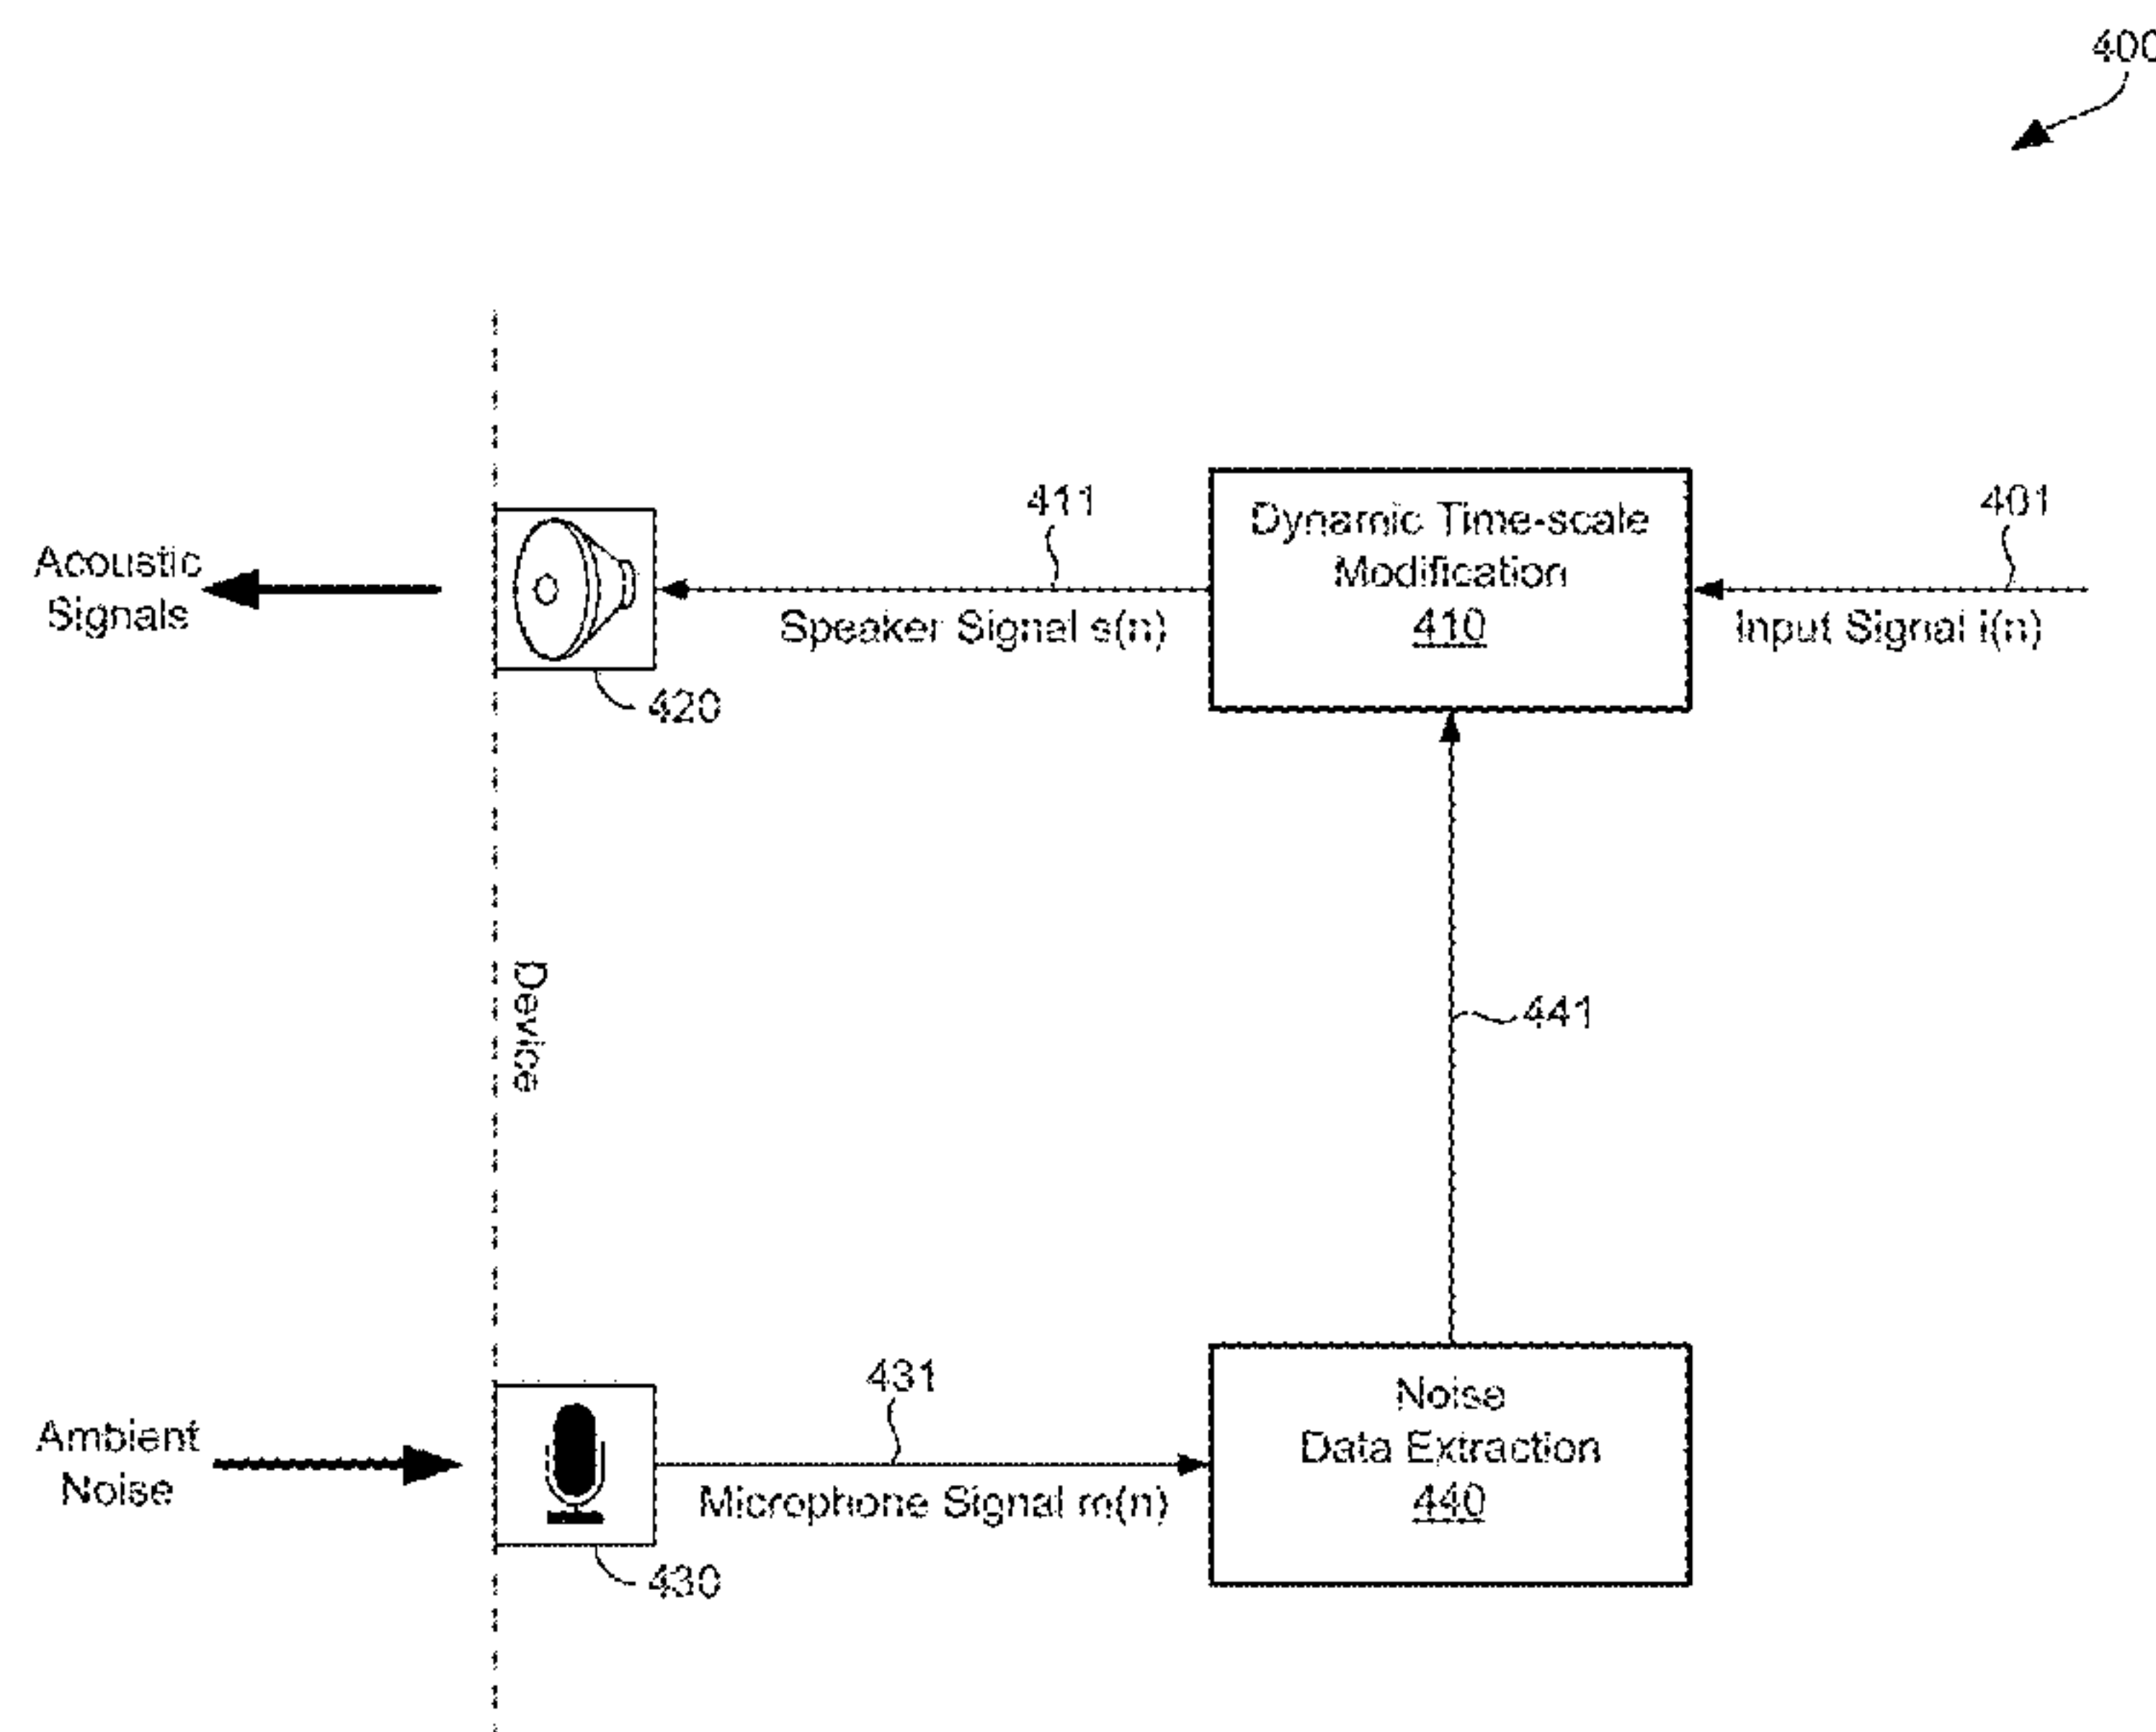 400
411
401
Dynamic Time-scale
Modification
410
Acoustic
Signals
Speaker Signal s(n)
Input Signal i(n)
420
Device
441
431
Noise
Data Extraction
440
Ambient
Noise
Microphone Signal m(n)
430